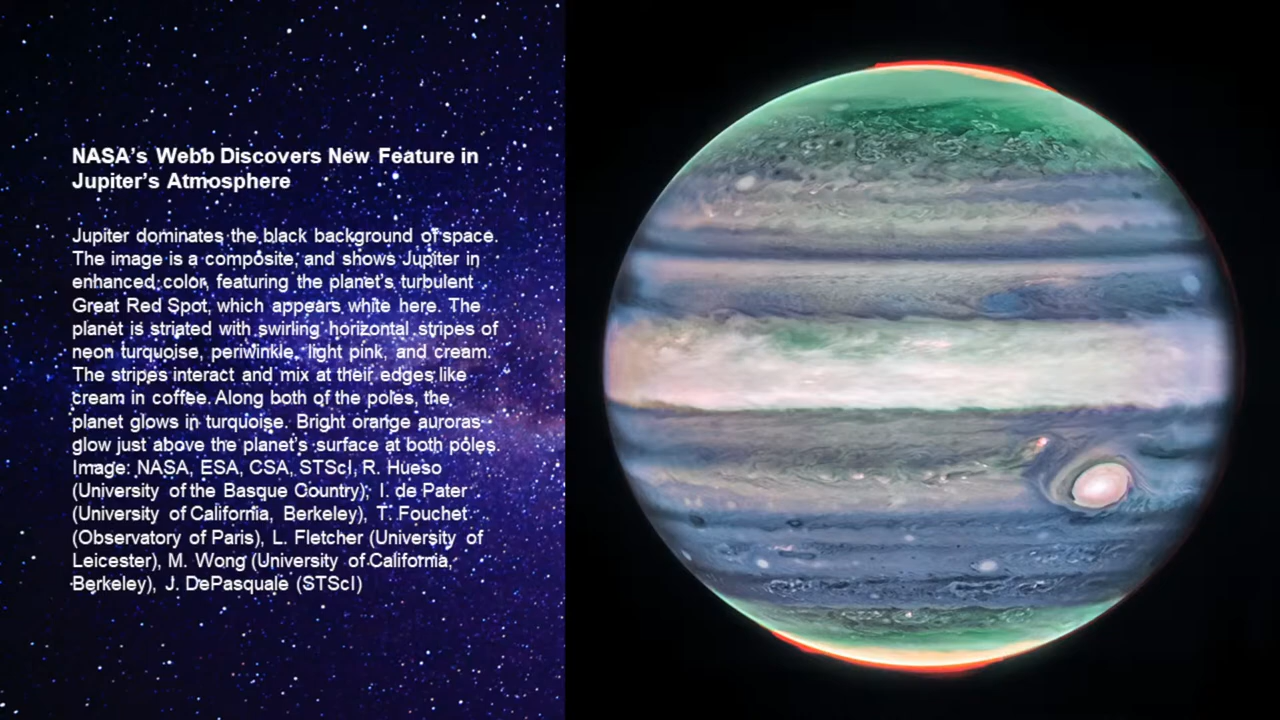 NASA's Webb Discovers New Feature in
Jupiter's Atmosphere
Jupiter dominates the black background of space.
The image is a composite, and shows Jupiter in
enhanced color, featuring the planet's turbulent
Great Red Spot, which appears white here. The
planet is striated with swirling horizontal stripes of
neon turquoise, periwinkle, light pink, and cream.
The stripes interact and mix at their edges like
cream in coffee. Along both of the poles, the
planet glows in turquoise. Bright orange auroras
glow just above the planet's surface at both poles.
Image: NASA, ESA, CSA, STScI, R. Hueso
(University of the Basque Country), I. de Pater
(University of California, Berkeley), T. Fouchet
(Observatory of Paris), L. Fletcher (University of
Leicester), M. Wong (University of California,
Berkeley), J. DePasquale (STScI)